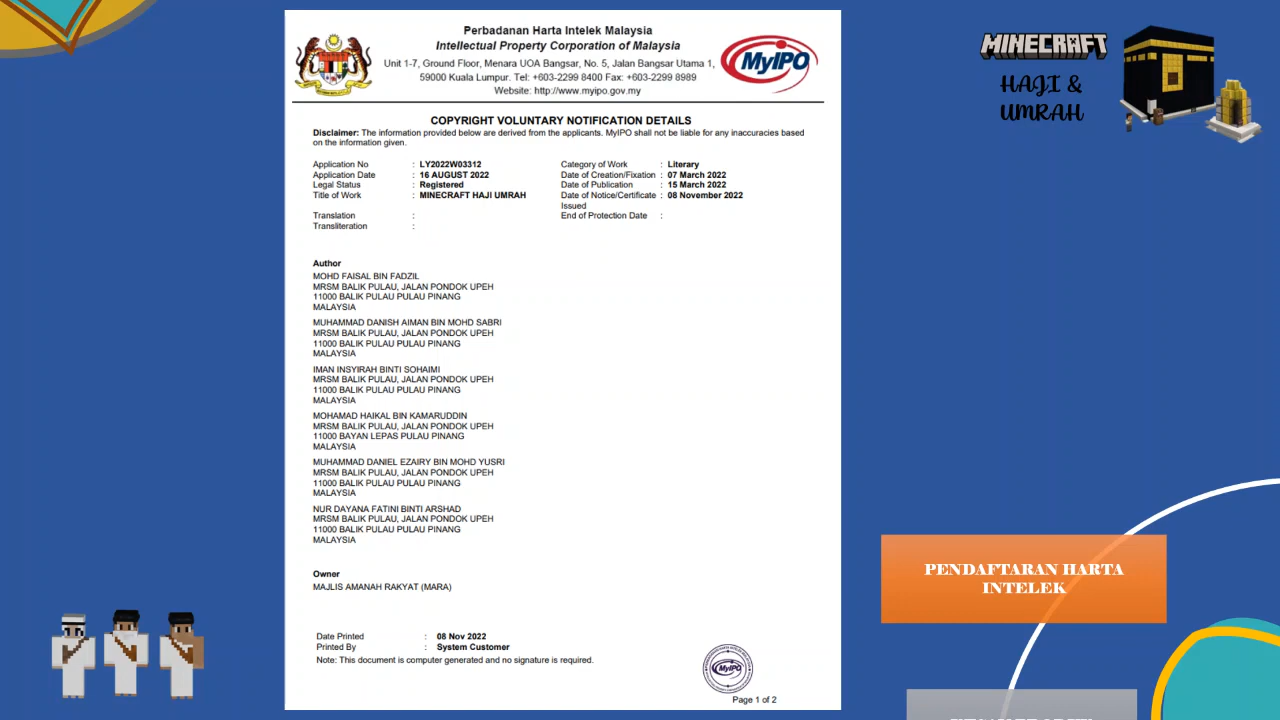 Perbadanan Harta Intelek Malaysia
Intellectual Property Corporation of Malaysia
Unit 1-7, Ground Floor, Menara UOA Bangsar, No. 5, Jalan Bangsar Utama 1,
59000 Kuala Lumpur. Tel: +603-2299 8400 Fax: +603-2299 8989
Website: http://www.myipo.gov.my
MyIPO
MINECRAFT
HAJI &
UMRAH
COPYRIGHT VOLUNTARY NOTIFICATION DETAILS
Disclaimer: The information provided below are derived from the applicants. MyIPO shall not be liable for any inaccuracies based
on the information given.
Application No : LY2022W03312
Application Date : 16 AUGUST 2022
Legal Status : Registered
Title of Work : MINECRAFT HAJI UMRAH
Translation :
Transliteration :
Category of Work : Literary
Date of Creation/Fixation : 07 March 2022
Date of Publication : 15 March 2022
Date of Notice/Certificate : 08 November 2022
Issued
End of Protection Date :
Author
MOHD FAISAL BIN FADZIL
MRSM BALIK PULAU, JALAN PONDOK UPEH
11000 BALIK PULAU PULAU PINANG
MALAYSIA
MUHAMMAD DANISH AIMAN BIN MOHD SABRI
MRSM BALIK PULAU, JALAN PONDOK UPEH
11000 BALIK PULAU PULAU PINANG
MALAYSIA
IMAN INSYIRAH BINTI SOHAIMI
MRSM BALIK PULAU, JALAN PONDOK UPEH
11000 BALIK PULAU PULAU PINANG
MALAYSIA
MOHAMAD HAIKAL BIN KAMARUDDIN
MRSM BALIK PULAU, JALAN PONDOK UPEH
11000 BAYAN LEPAS PULAU PINANG
MALAYSIA
MUHAMMAD DANIEL EZAIRY BIN MOHD YUSRI
MRSM BALIK PULAU, JALAN PONDOK UPEH
11000 BALIK PULAU PULAU PINANG
MALAYSIA
NUR DAYANA FATINI BINTI ARSHAD
MRSM BALIK PULAU, JALAN PONDOK UPEH
11000 BALIK PULAU PULAU PINANG
MALAYSIA
Owner
MAJLIS AMANAH RAKYAT (MARA)
Date Printed : 08 Nov 2022
Printed By : System Customer
Note: This document is computer generated and no signature is required.
MyIPO
Page 1 of 2
PENDAFTARAN HARTA
INTELEK